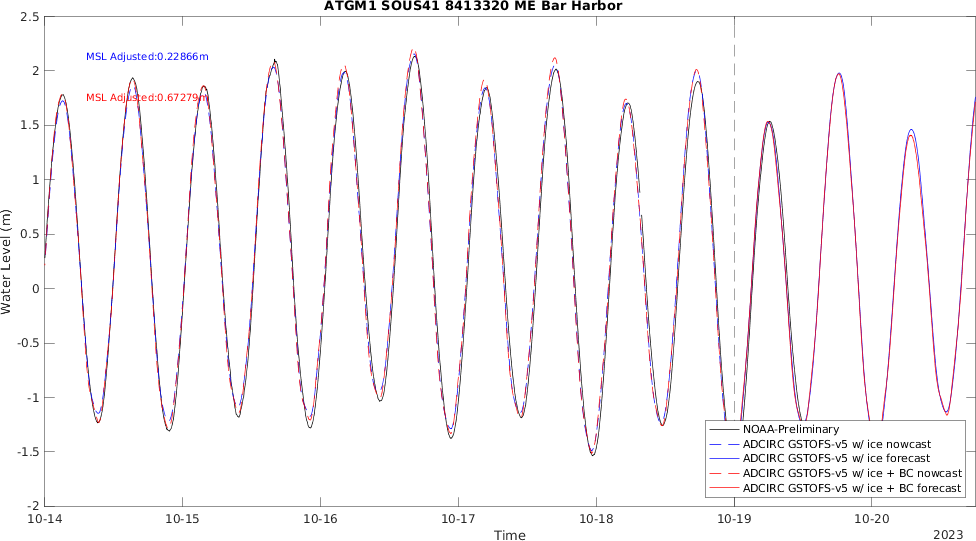 ATGM1 SOUS41 8413320 ME Bar Harbor
2.5
MSL Adjusted:0.22866m
2
MSL Adjusted:0.67279m
1.5
1
0.5
0
-0.5
-1
-1.5
-2
Water Level (m)
NOAA-Preliminary
ADCIRC GSTOFS-v5 w/ ice nowcast
ADCIRC GSTOFS-v5 w/ ice forecast
ADCIRC GSTOFS-v5 w/ ice + BC nowcast
ADCIRC GSTOFS-v5 w/ ice + BC forecast
10-14 10-15 10-16 10-17 10-18 10-19 10-20
Time
2023